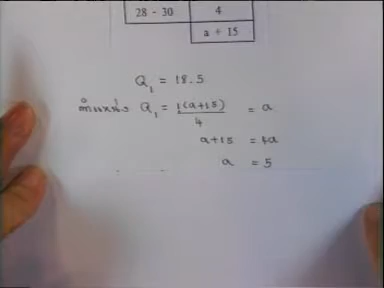 28 - 30 4
a + 15
Q₁ = 18.5
ตำแหน่ง Q₁ = 1(a+15)/4 = a
a+15 = 4a
a = 5